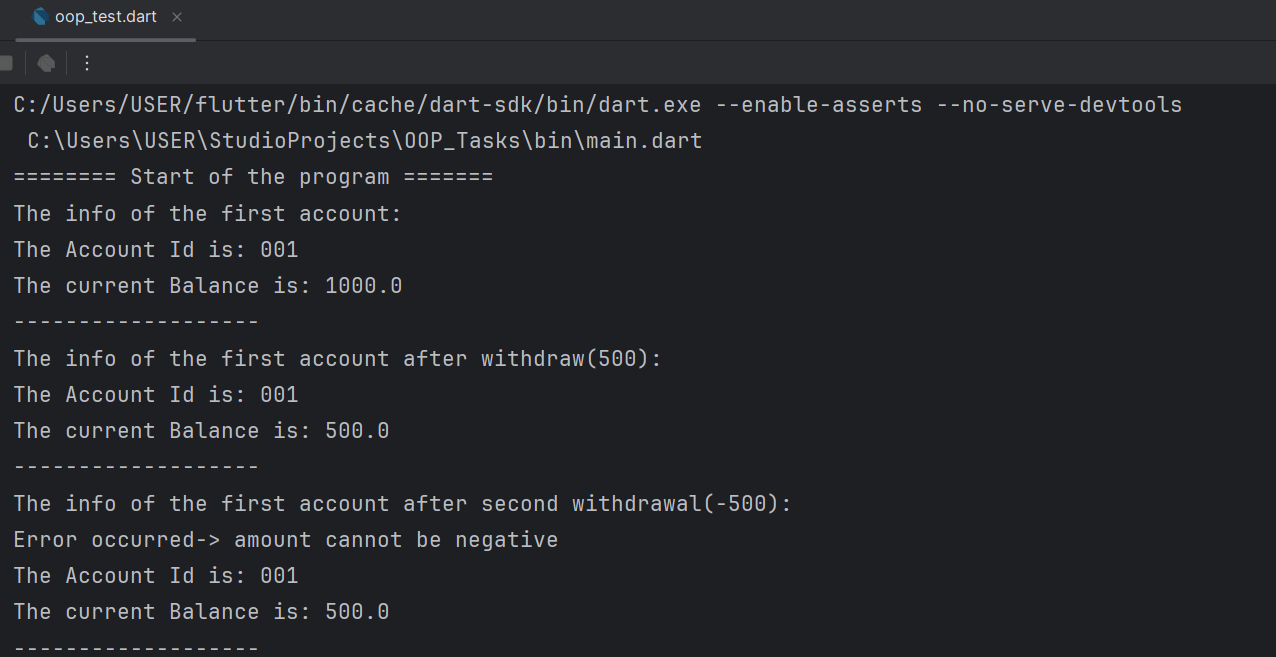 oop_test.dart
C:/Users/USER/flutter/bin/cache/dart-sdk/bin/dart.exe --enable-asserts --no-serve-devtools
C:\Users\USER\StudioProjects\OOP_Tasks\bin\main.dart
======== Start of the program =======
The info of the first account:
The Account Id is: 001
The current Balance is: 1000.0
-------------------
The info of the first account after withdraw(500):
The Account Id is: 001
The current Balance is: 500.0
-------------------
The info of the first account after second withdrawal(-500):
Error occurred-> amount cannot be negative
The Account Id is: 001
The current Balance is: 500.0
-------------------